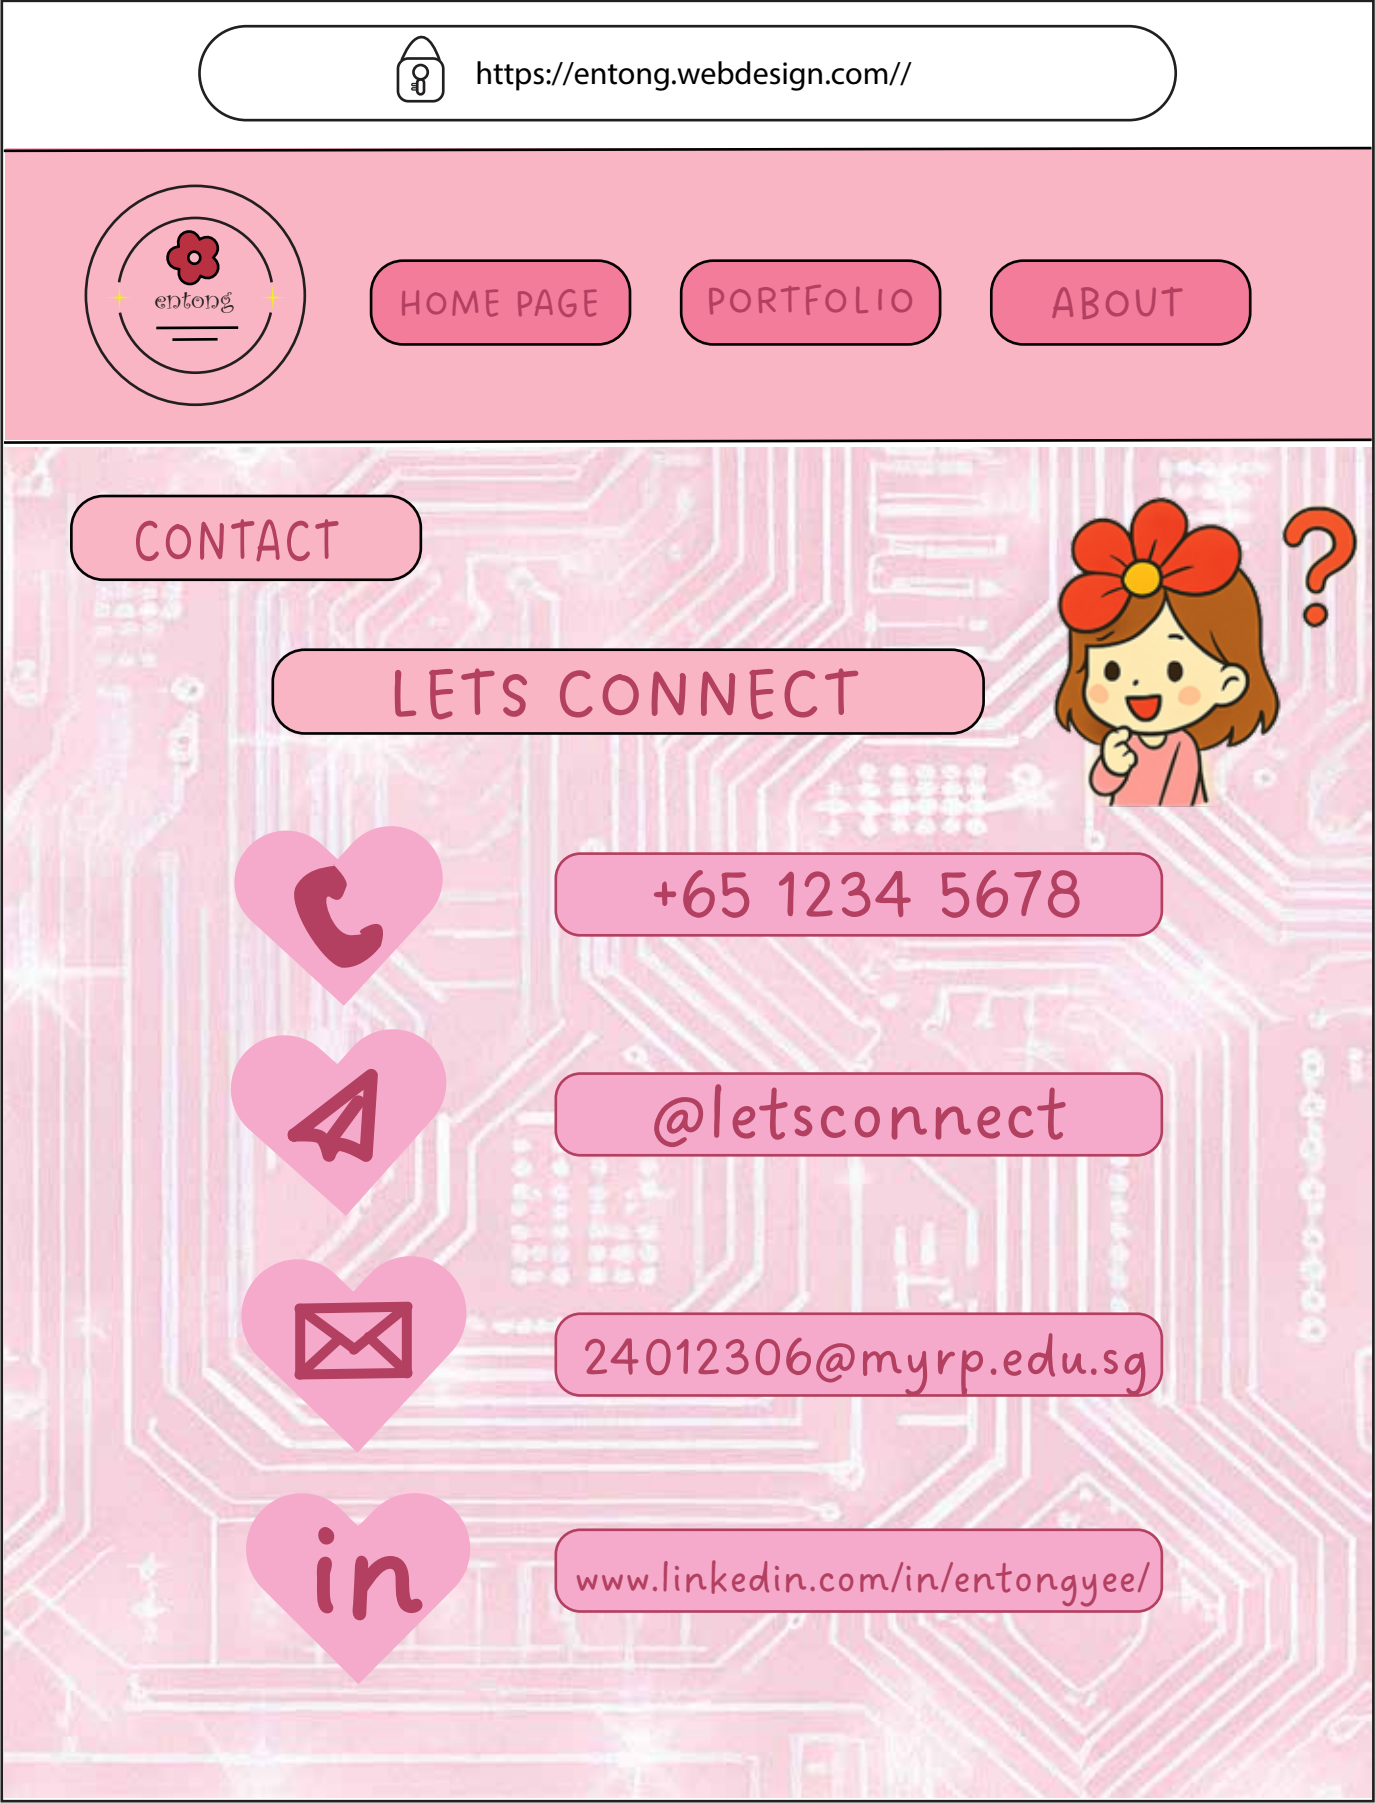 https://entong.webdesign.com//
entong
HOME PAGE
PORTFOLIO
ABOUT
CONTACT
?
LETS CONNECT
+65 1234 5678
@letsconnect
24012306@myrp.edu.sg
in
www.linkedin.com/in/entongyee/